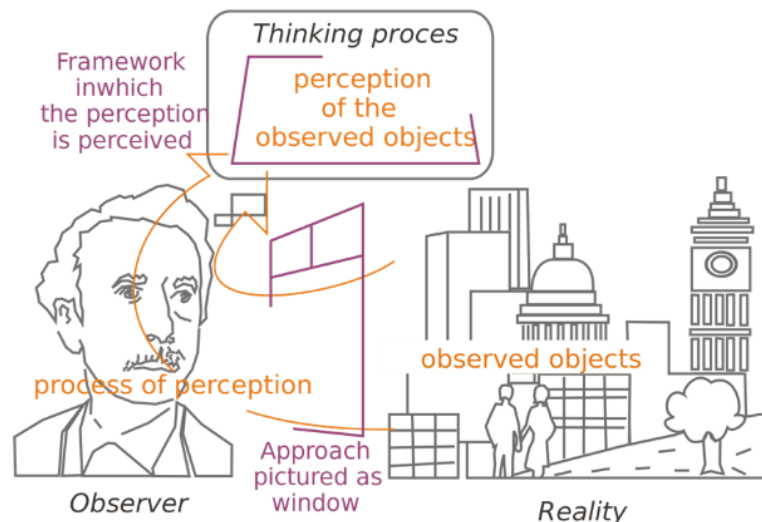 Thinking proces
Framework
inwhich
the perception
is perceived
perception
of the
observed objects
observed objects
process of perception
Approach
pictured as
window
Observer
Reality